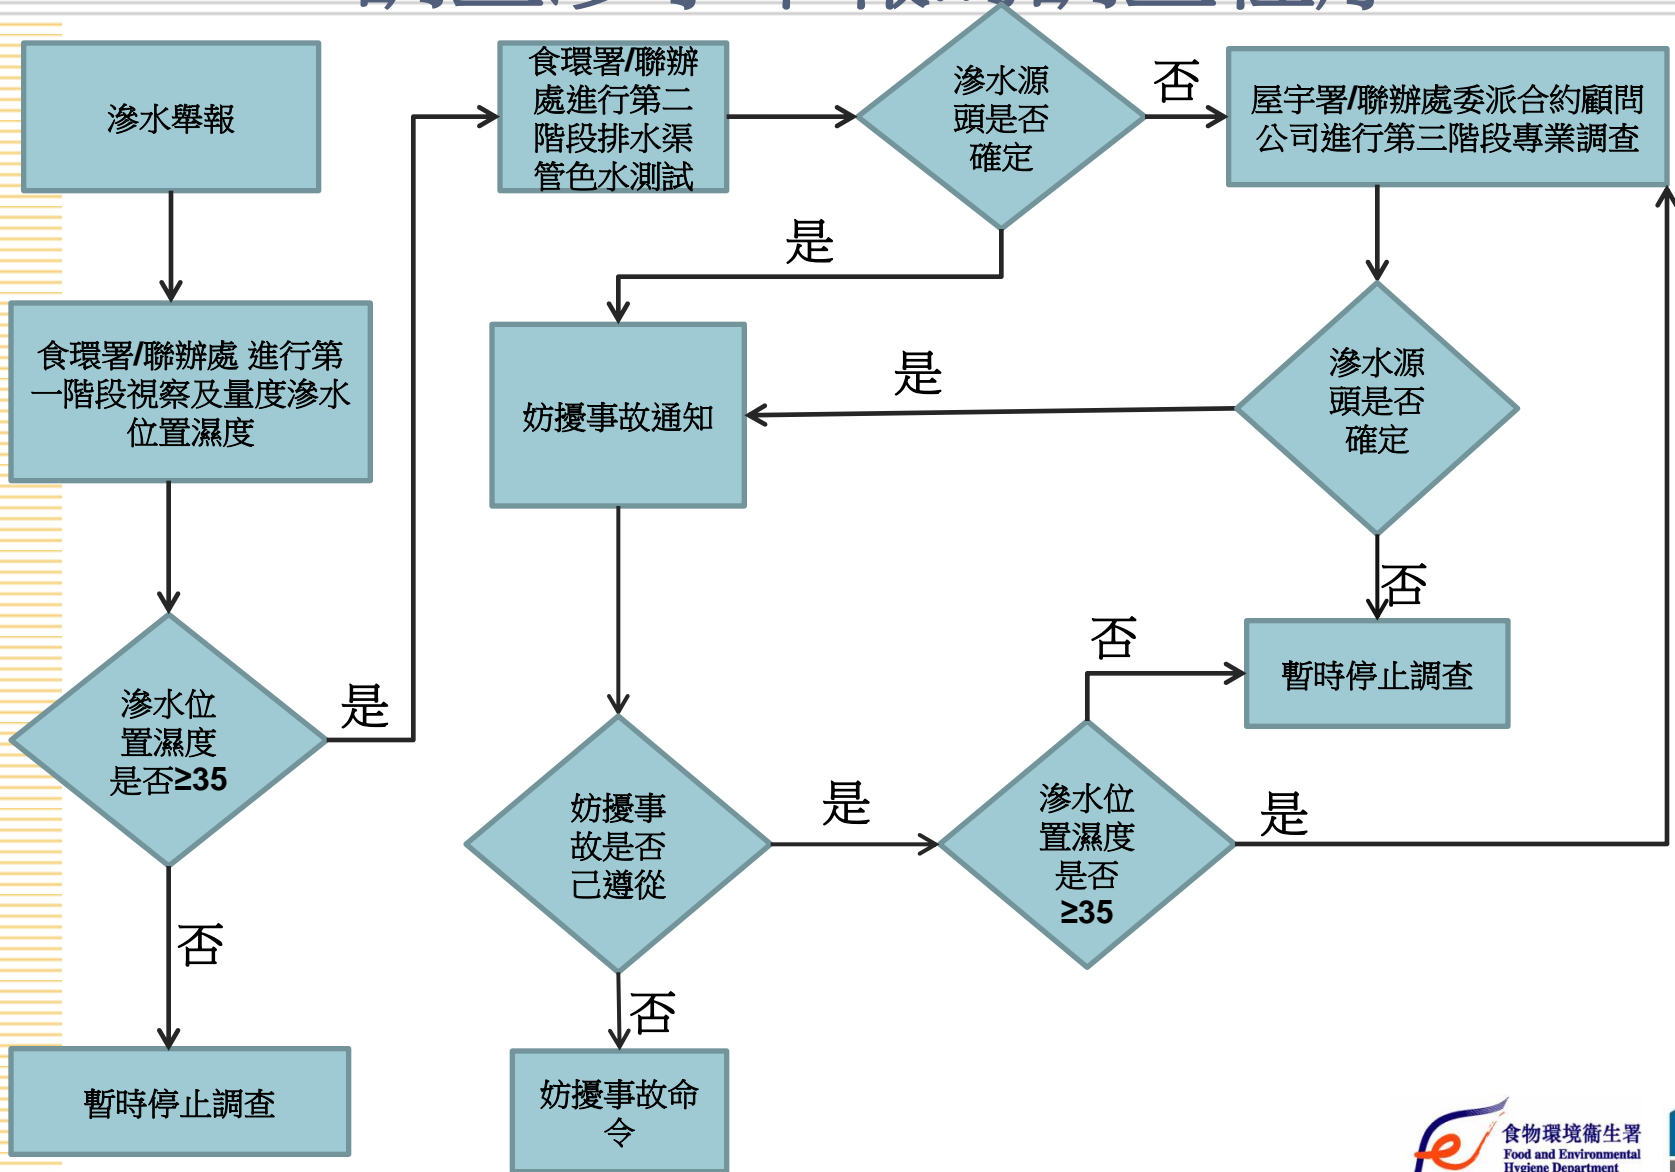 滲水舉報
食環署/聯辦處 進行第
一階段視察及量度滲水
位置濕度
滲水位
置濕度
是否≥35
是
否
暫時停止調查
食環署/聯辦
處進行第二
階段排水渠
管色水測試
滲水源
頭是否
確定
否
是
屋宇署/聯辦處委派合約顧問
公司進行第三階段專業調查
滲水源
頭是否
確定
是
否
妨擾事故通知
妨擾事
故是否
己遵從
是
否
妨擾事故命
令
滲水位
置濕度
是否
≥35
否
是
暫時停止調查
食物環境衞生署
Food and Environmental
Hygiene Department